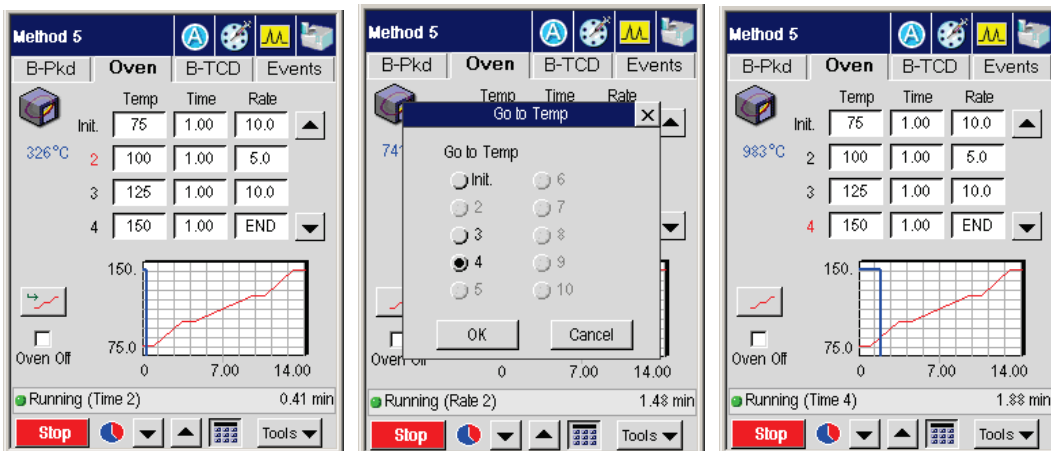 Method 5
A
B-Pkd Oven B-TCD Events
Temp Time Rate
Init. 75 1.00 10.0
326°C 2 100 1.00 5.0
3 125 1.00 10.0
4 150 1.00 END
150.
75.0
Oven Off
0 7.00 14.00
Running (Time 2) 0.41 min
Stop Tools
Method 5
A
B-Pkd Oven B-TCD Events
Temp Time Rate
Go to Temp
741
Go to Temp
Init. 6
2 7
3 8
4 9
5 10
OK Cancel
Oven Off
0 7.00 14.00
Running (Rate 2) 1.48 min
Stop Tools
Method 5
A
B-Pkd Oven B-TCD Events
Temp Time Rate
Init. 75 1.00 10.0
983°C 2 100 1.00 5.0
3 125 1.00 10.0
4 150 1.00 END
150.
75.0
Oven Off
0 7.00 14.00
Running (Time 4) 1.88 min
Stop Tools